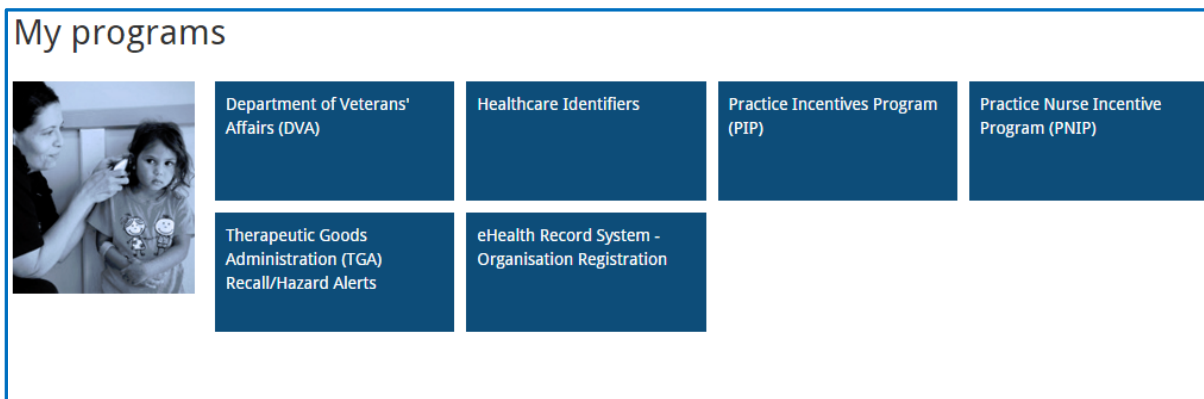 My programs
Department of Veterans'
Affairs (DVA)
Healthcare Identifiers
Practice Incentives Program
(PIP)
Practice Nurse Incentive
Program (PNIP)
Therapeutic Goods
Administration (TGA)
Recall/Hazard Alerts
eHealth Record System -
Organisation Registration